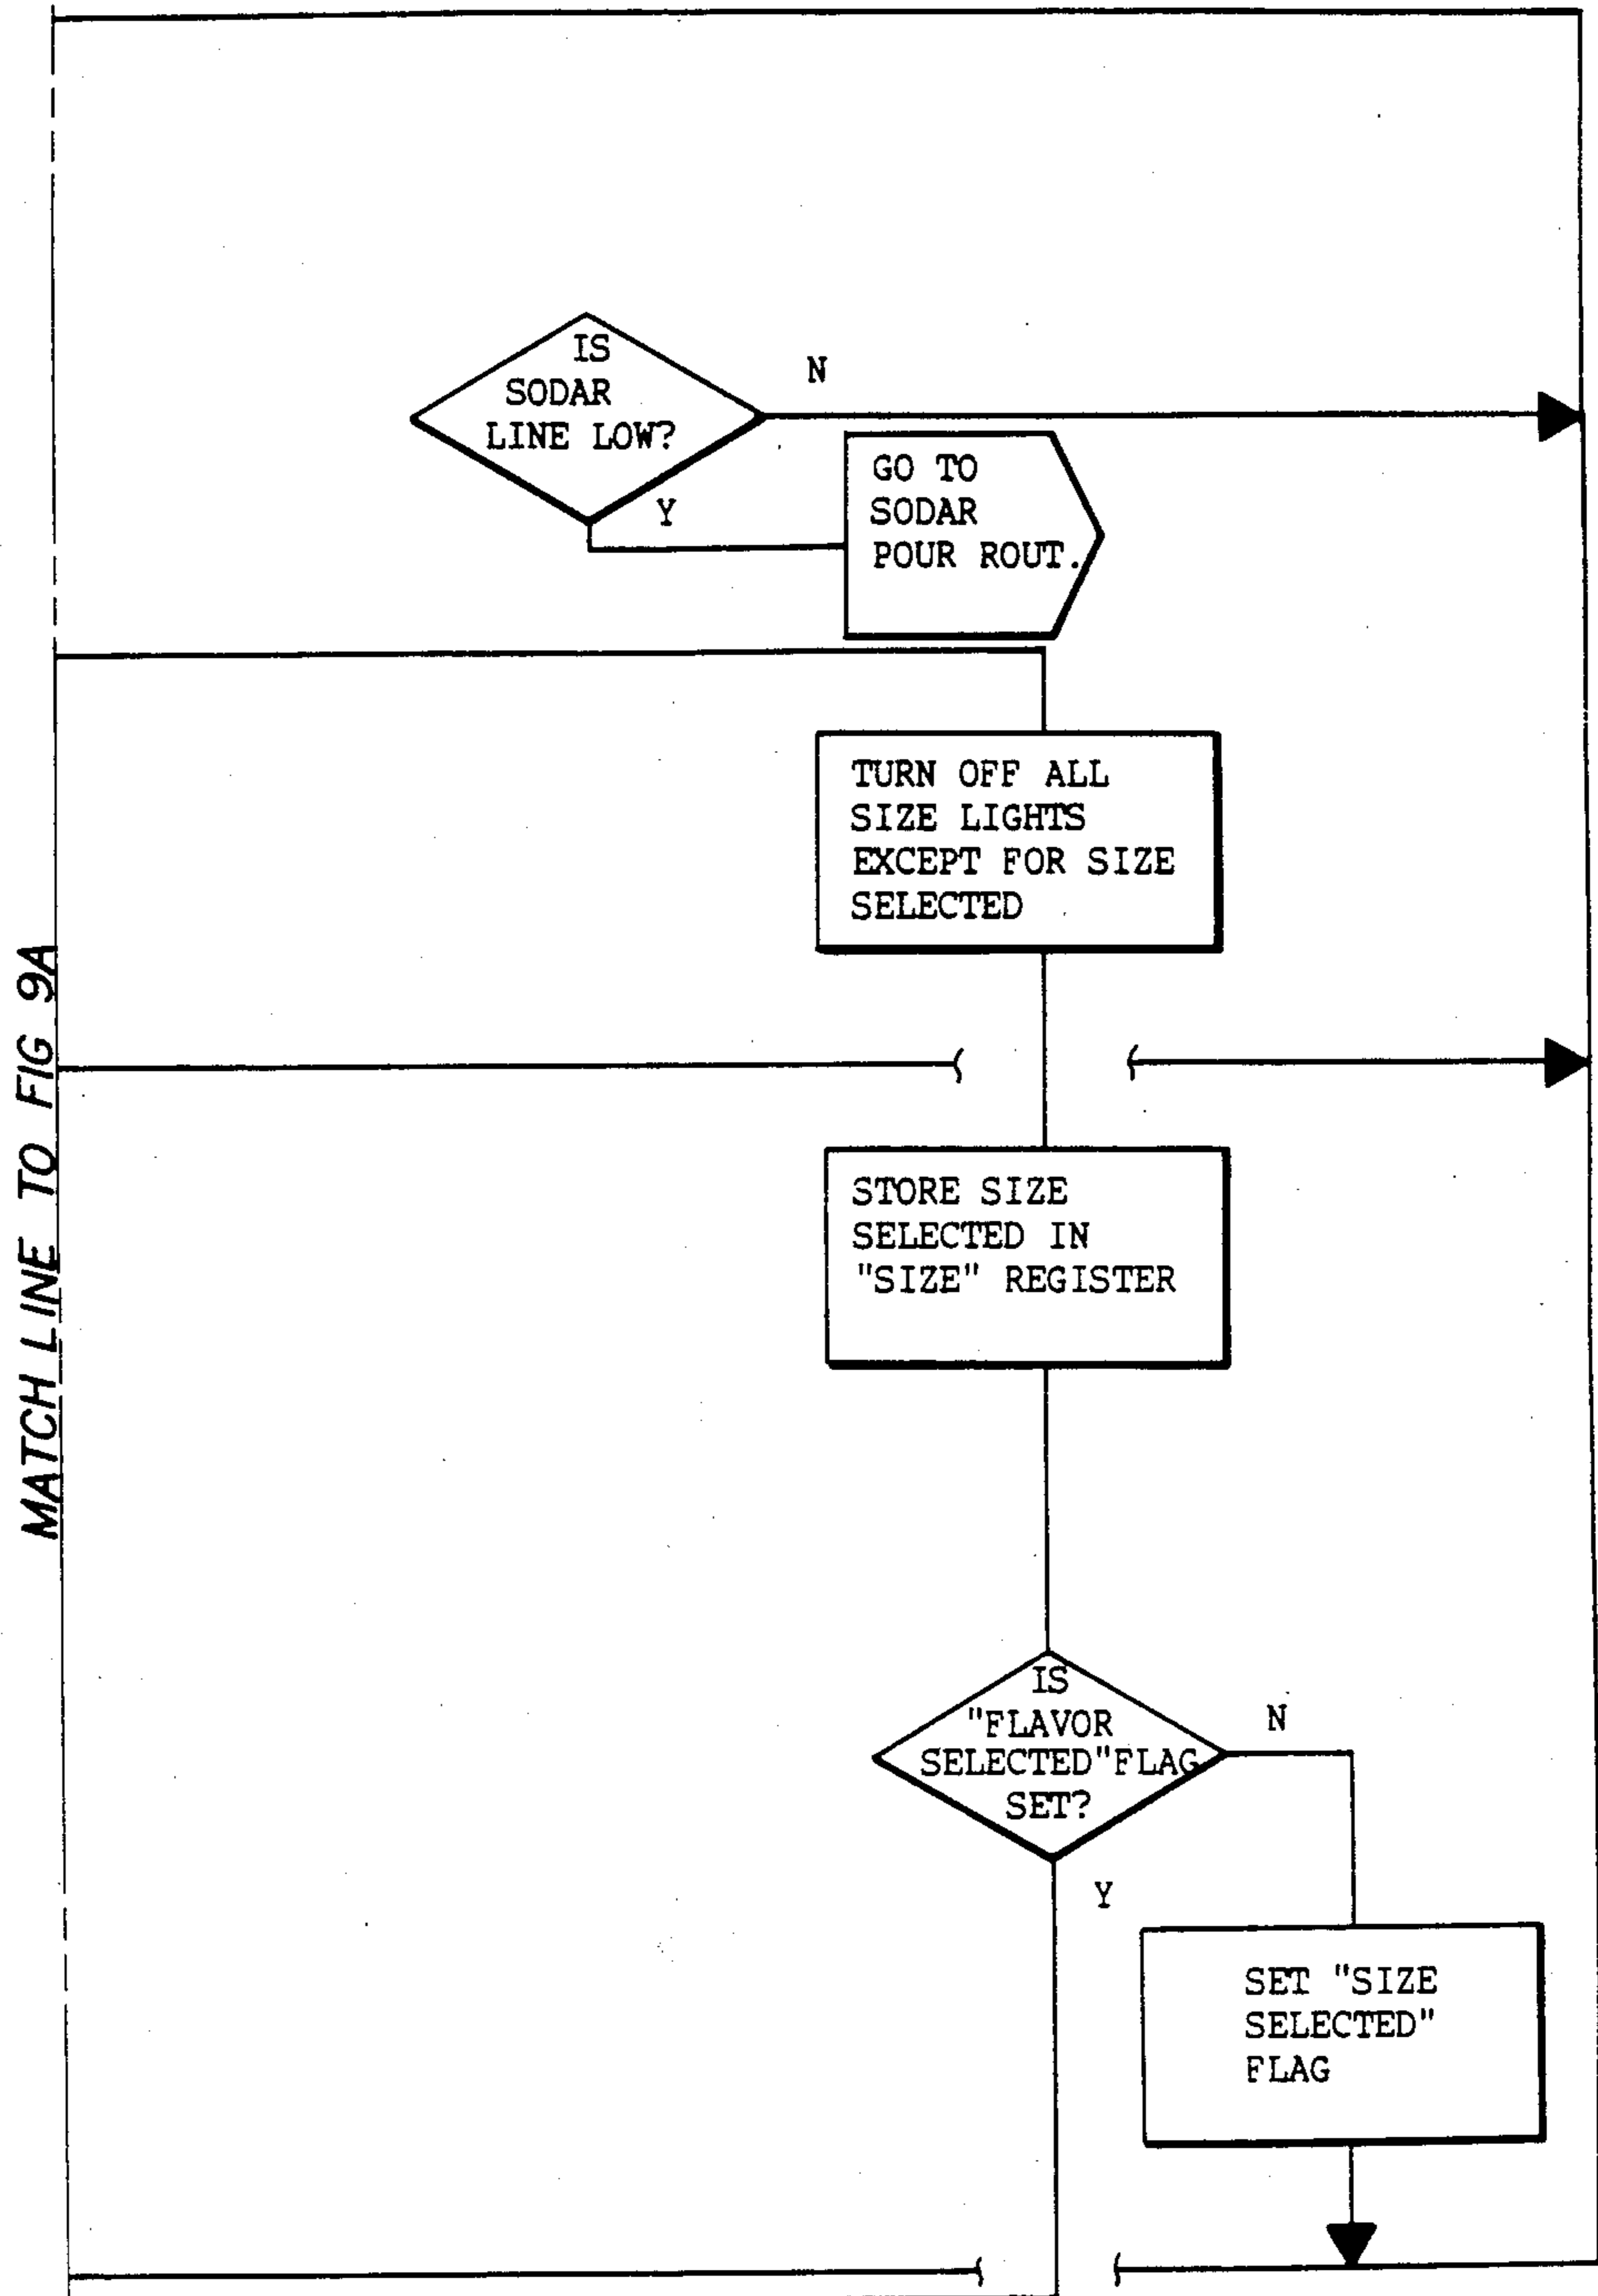 IS
SODAR
LINE LOW?
N
Y
GO TO
SODAR
POUR ROUT.
TURN OFF ALL
SIZE LIGHTS
EXCEPT FOR SIZE
SELECTED
MATCH LINE TO FIG 9A
STORE SIZE
SELECTED IN
"SIZE" REGISTER
IS
"FLAVOR
SELECTED"FLAG
SET?
N
Y
SET "SIZE
SELECTED"
FLAG